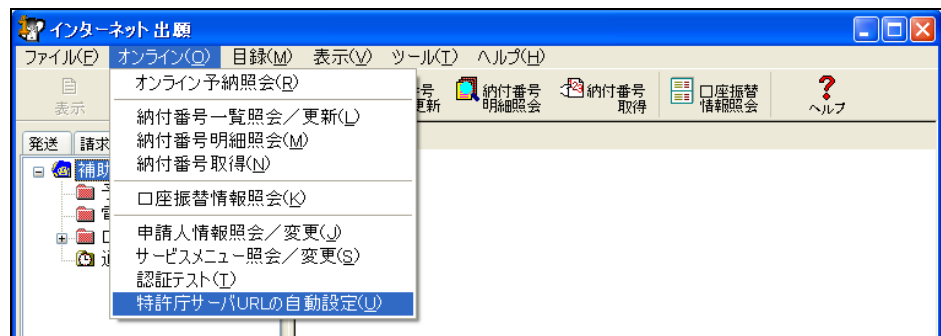 インターネット出願
ファイル(F) オンライン(O) 目録(M) 表示(V) ツール(T) ヘルプ(H)
表示
オンライン予納照会(R)
納付番号一覧照会／更新(L)
納付番号明細照会(M)
納付番号取得(N)
口座振替情報照会(K)
申請人情報照会／変更(J)
サービスメニュー照会／変更(S)
認証テスト(T)
特許庁サーバURLの自動設定(U)
号
更新
納付番号
明細照会
納付番号
取得
口座振替
情報照会
ヘルプ
発送 請求
補助